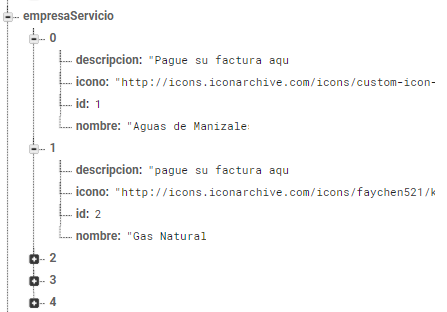 empresaServicio
0
descripcion: "Pague su factura aqu
icono: "http://icons.iconarchive.com/icons/custom-icon-
id: 1
nombre: "Aguas de Manizales
1
descripcion: "pague su factura aqu
icono: "http://icons.iconarchive.com/icons/faychen521/k
id: 2
nombre: "Gas Natural
2
3
4